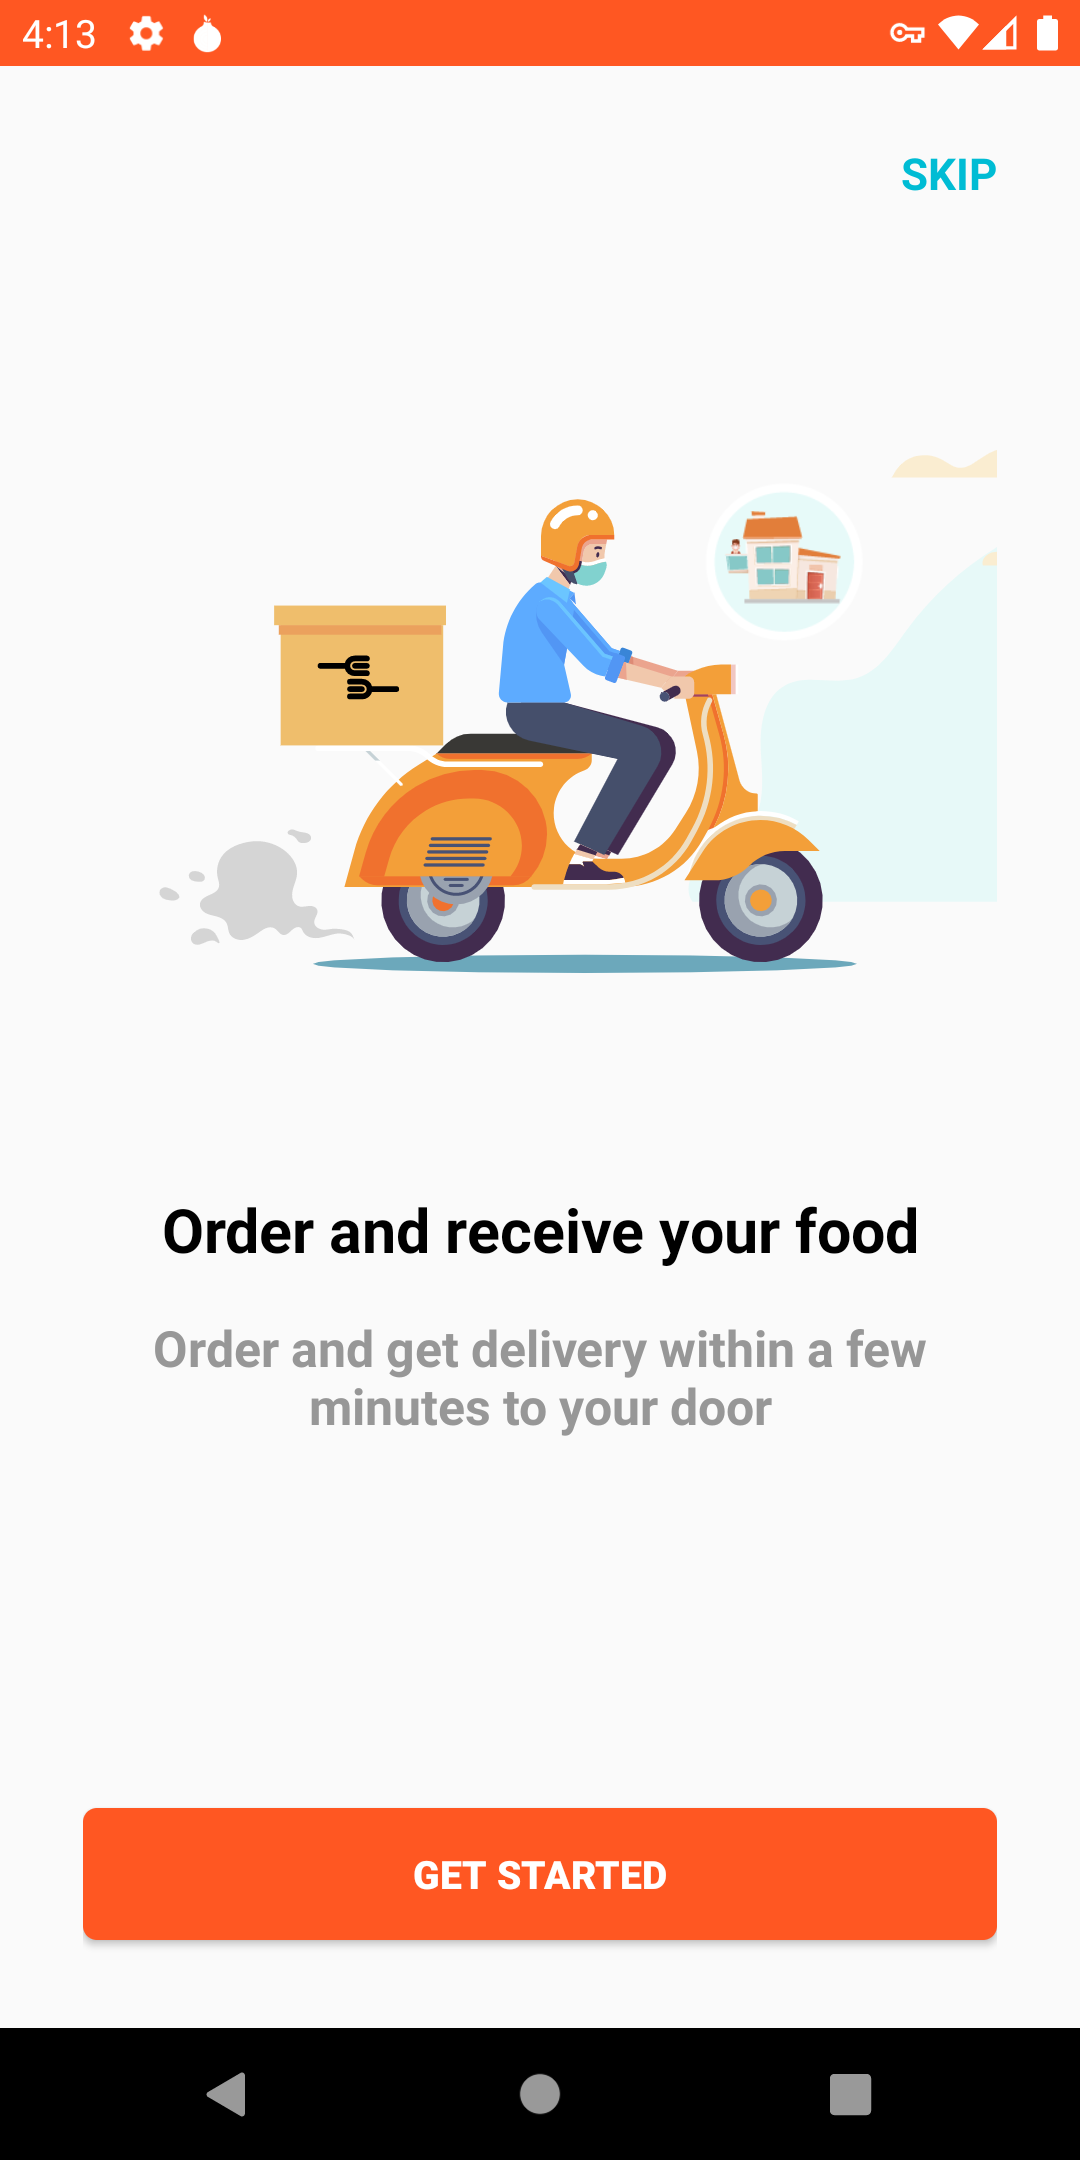 4:13
SKIP
Order and receive your food
Order and get delivery within a few
minutes to your door
GET STARTED